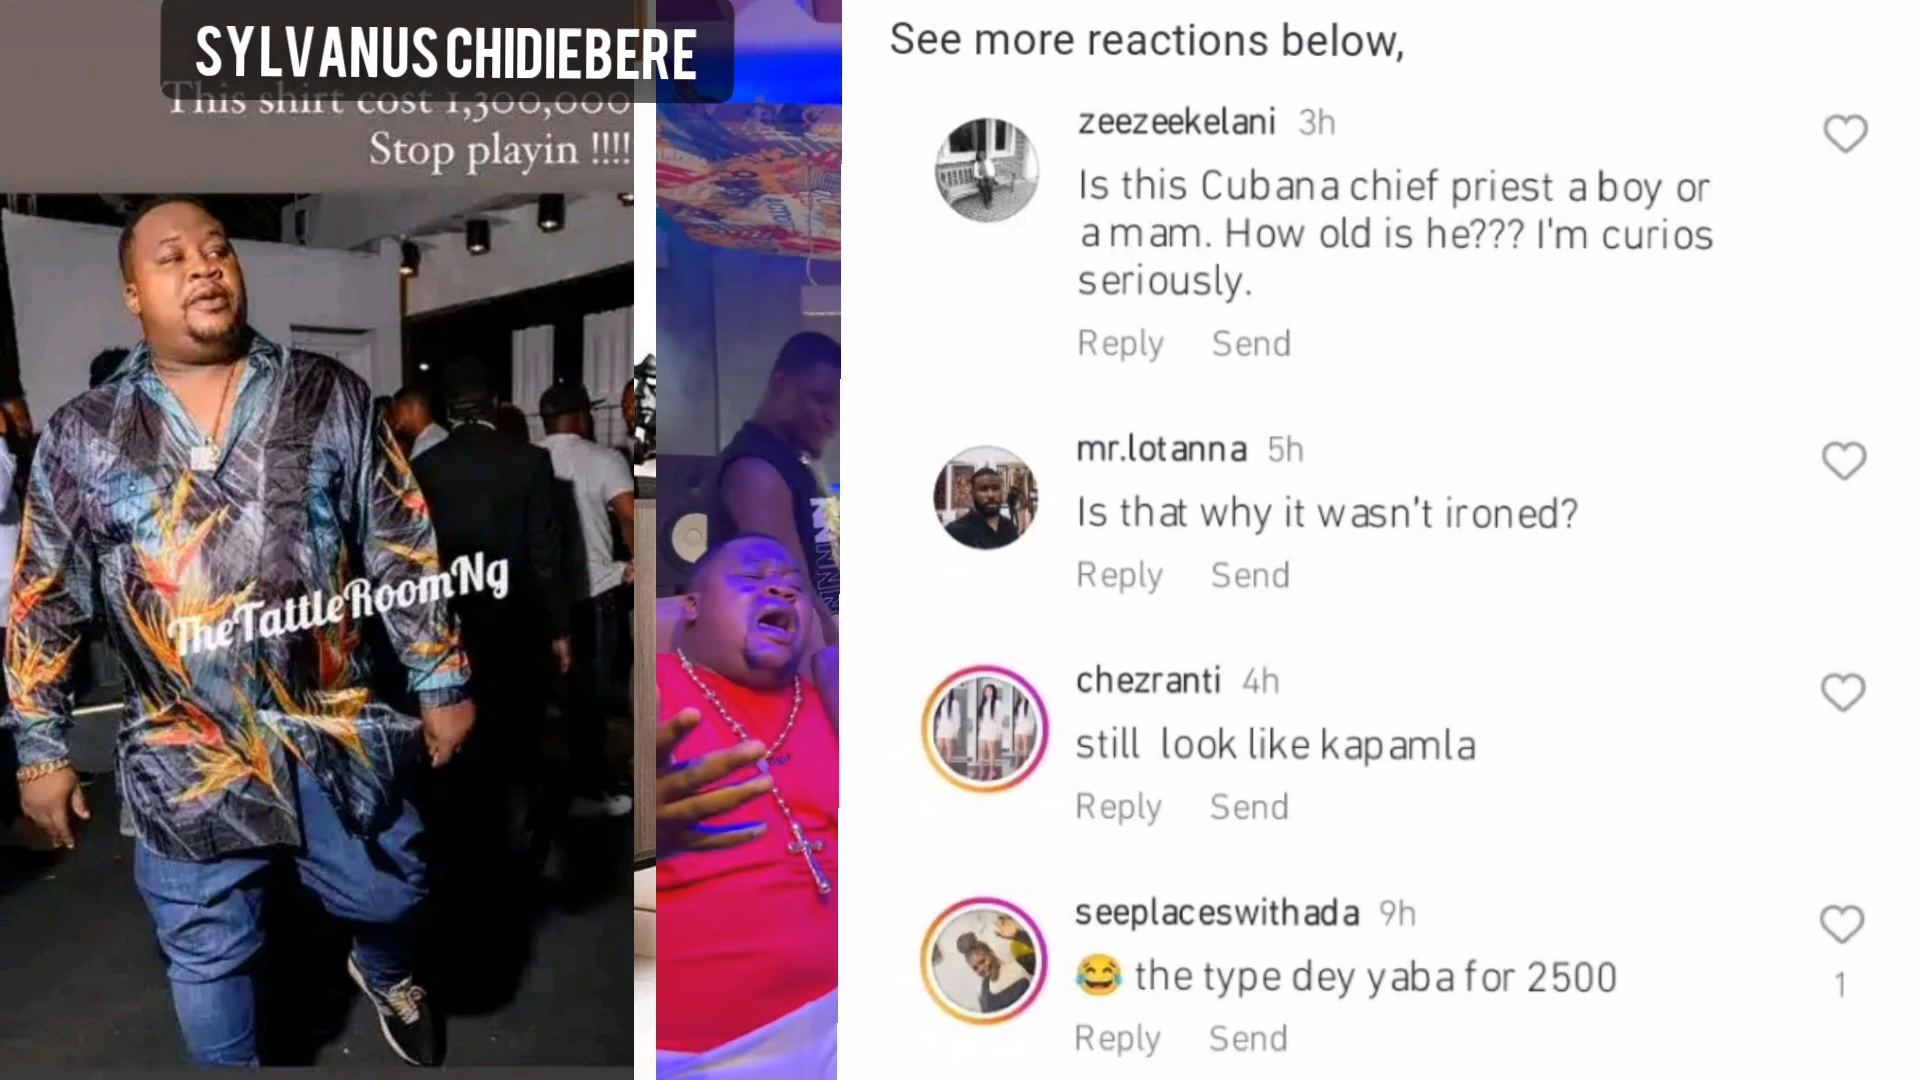 SYLVANUS CHIDIEBERE
This shirt cost 1,300,000
Stop playin !!!!
TheTattleRoomNg
See more reactions below,
zeezeekelani 3h
Is this Cubana chief priest a boy or
a mam. How old is he??? I'm curios
seriously.
Reply Send
mr.lotanna 5h
Is that why it wasn't ironed?
Reply Send
chezranti 4h
still look like kapamla
Reply Send
seeplaceswithada 9h
😂 the type dey yaba for 2500
1
Reply Send